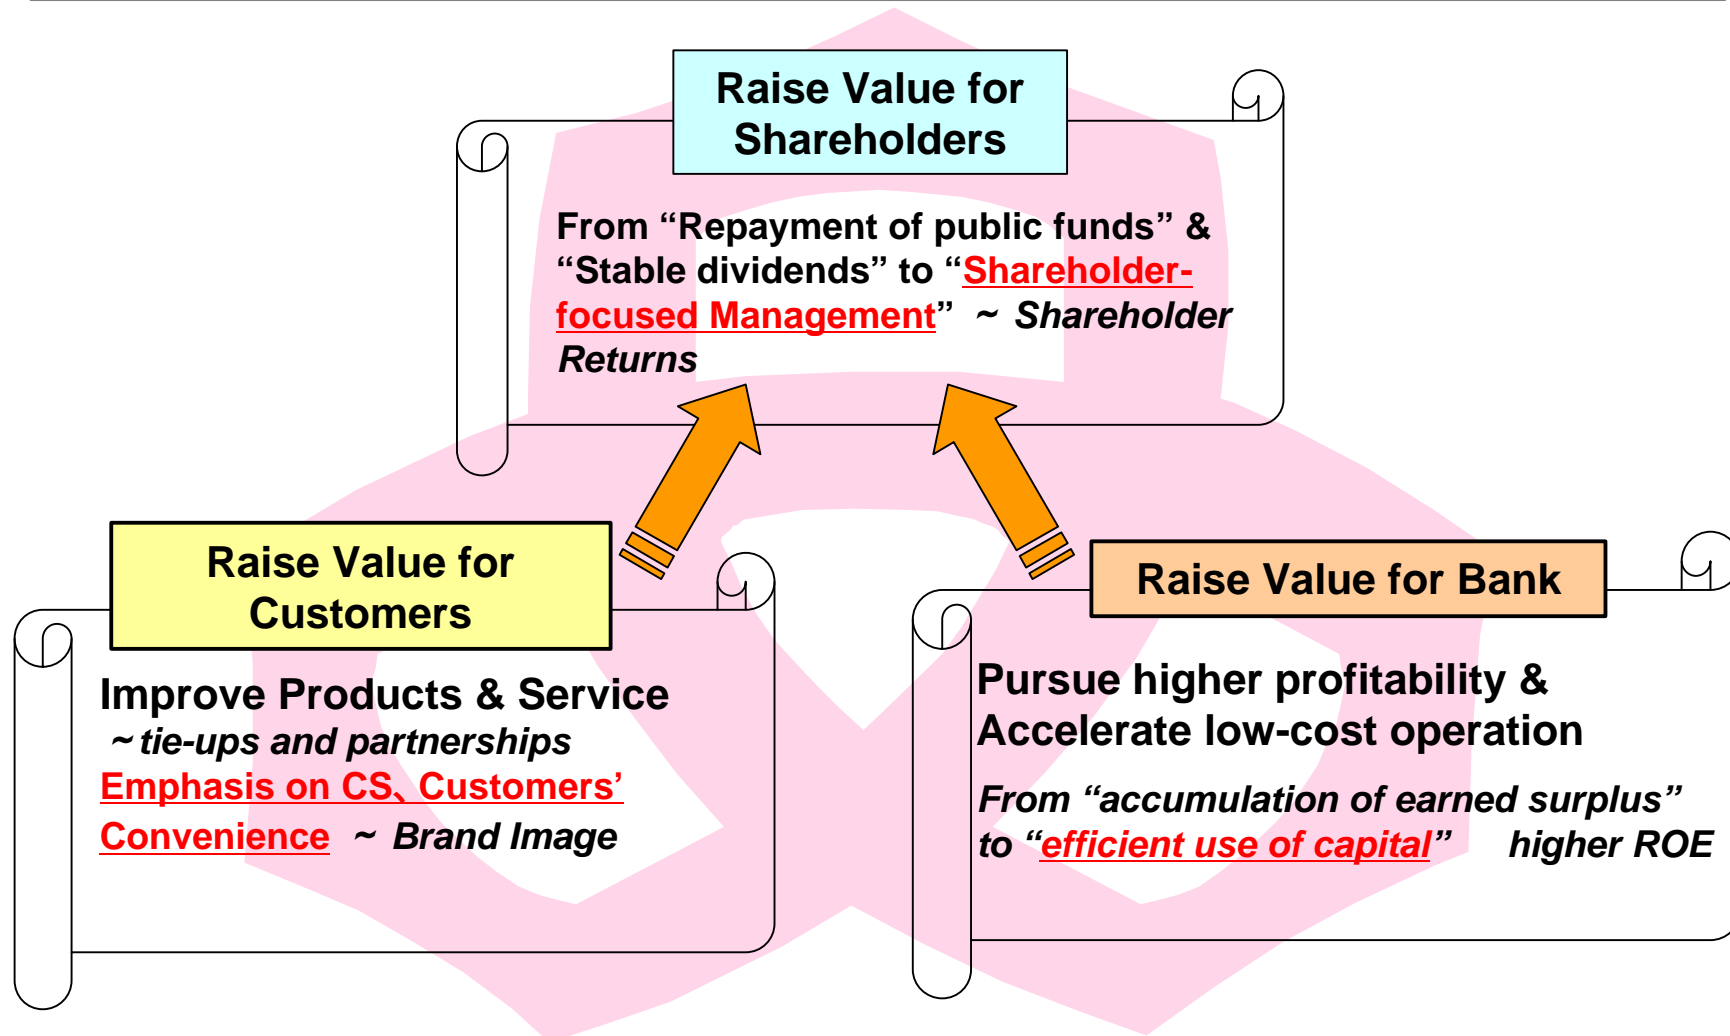 Raise Value for
Shareholders
From “Repayment of public funds” &
“Stable dividends” to “Shareholder-
focused Management” ~ Shareholder
Returns
Raise Value for
Customers
Improve Products & Service
~tie-ups and partnerships
Emphasis on CS、Customers’
Convenience ~ Brand Image
Raise Value for Bank
Pursue higher profitability &
Accelerate low-cost operation
From “accumulation of earned surplus”
to “efficient use of capital” higher ROE